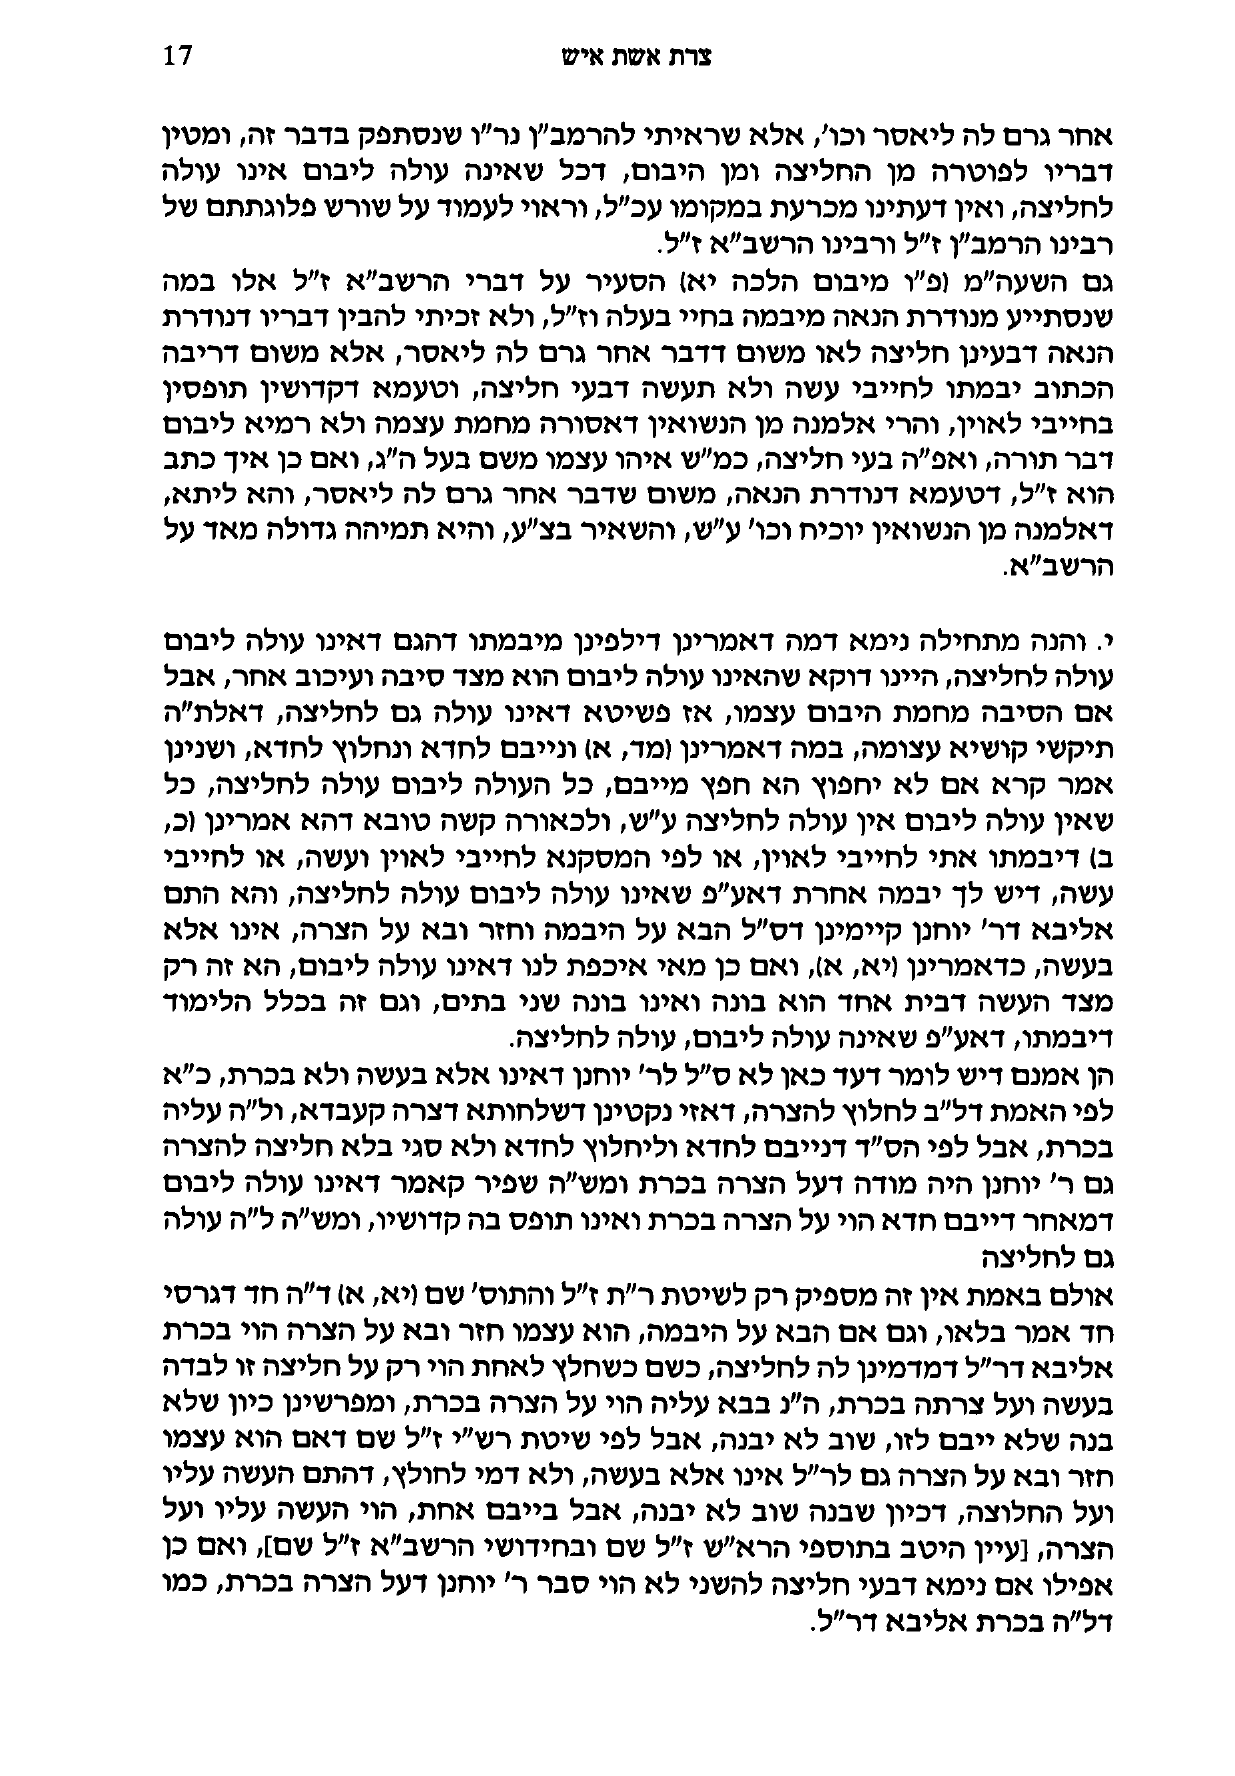 צרת אשת איש 17
אחר גרם לה ליאסר וכו', אלא שראיתי להרמב"ן נר"ו שנסתפק בדבר זה, ומטין
דבריו לפוטרה מן החליצה ומן היבום, דכל שאינה עולה ליבום אינו עולה
לחליצה, ואין דעתינו מכרעת במקומו עכ"ל, וראוי לעמוד על שורש פלוגתתם של
רבינו הרמב"ן ז"ל ורבינו הרשב"א ז"ל.
גם השעה"מ (פ"ו מיבום הלכה יא) הסעיר על דברי הרשב"א ז"ל אלו במה
שנסתייע מנודרת הנאה מיבמה בחיי בעלה וז"ל, ולא זכיתי להבין דבריו דנודרת
הנאה דבעינן חליצה לאו משום דדבר אחר גרם לה ליאסר, אלא משום דריבה
הכתוב יבמתו לחייבי עשה ולא תעשה דבעי חליצה, וטעמא דקדושין תופסין
בחייבי לאוין, והרי אלמנה מן הנשואין דאסורה מחמת עצמה ולא רמיא ליבום
דבר תורה, ואפ"ה בעי חליצה, כמ"ש איהו עצמו משם בעל ה"ג, ואם כן איך כתב
הוא ז"ל, דטעמא דנודרת הנאה, משום שדבר אחר גרם לה ליאסר, והא ליתא,
דאלמנה מן הנשואין יוכיח וכו' ע"ש, והשאיר בצ"ע, והיא תמיהה גדולה מאד על
הרשב"א.
י. והנה מתחילה נימא דמה דאמרינן דילפינן מיבמתו דהגם דאינו עולה ליבום
עולה לחליצה, היינו דוקא שהאינו עולה ליבום הוא מצד סיבה ועיכוב אחר, אבל
אם הסיבה מחמת היבום עצמו, אז פשיטא דאינו עולה גם לחליצה, דאלת"ה
תיקשי קושיא עצומה, במה דאמרינן (מד, א) ונייבם לחדא ונחלוץ לחדא, ושנינן
אמר קרא אם לא יחפוץ הא חפץ מייבם, כל העולה ליבום עולה לחליצה, כל
שאין עולה ליבום אין עולה לחליצה ע"ש, ולכאורה קשה טובא דהא אמרינן (כ,
ב) דיבמתו אתי לחייבי לאוין, או לפי המסקנא לחייבי לאוין ועשה, או לחייבי
עשה, דיש לך יבמה אחרת דאע"פ שאינו עולה ליבום עולה לחליצה, והא התם
אליבא דר' יוחנן קיימינן דס"ל הבא על היבמה וחזר ובא על הצרה, אינו אלא
בעשה, כדאמרינן (יא, א), ואם כן מאי איכפת לנו דאינו עולה ליבום, הא זה רק
מצד העשה דבית אחד הוא בונה ואינו בונה שני בתים, וגם זה בכלל הלימוד
דיבמתו, דאע"פ שאינה עולה ליבום, עולה לחליצה.
הן אמנם דיש לומר דעד כאן לא ס"ל לר' יוחנן דאינו אלא בעשה ולא בכרת, כ"א
לפי האמת דל"ב לחלוץ להצרה, דאזי נקטינן דשלחותא דצרה קעבדא, ול"ה עליה
בכרת, אבל לפי הס"ד דנייבם לחדא וליחלוץ לחדא ולא סגי בלא חליצה להצרה
גם ר' יוחנן היה מודה דעל הצרה בכרת ומש"ה שפיר קאמר דאינו עולה ליבום
דמאחר דייבם חדא הוי על הצרה בכרת ואינו תופס בה קדושיו, ומש"ה ל"ה עולה
גם לחליצה
אולם באמת אין זה מספיק רק לשיטת ר"ת ז"ל והתוס' שם (יא, א) ד"ה חד דגרסי
חד אמר בלאו, וגם אם הבא על היבמה, הוא עצמו חזר ובא על הצרה הוי בכרת
אליבא דר"ל דמדמינן לה לחליצה, כשם כשחלץ לאחת הוי רק על חליצה זו לבדה
בעשה ועל צרתה בכרת, ה"נ בבא עליה הוי על הצרה בכרת, ומפרשינן כיון שלא
בנה שלא ייבם לזו, שוב לא יבנה, אבל לפי שיטת רש"י ז"ל שם דאם הוא עצמו
חזר ובא על הצרה גם לר"ל אינו אלא בעשה, ולא דמי לחולץ, דהתם העשה עליו
ועל החלוצה, דכיון שבנה שוב לא יבנה, אבל בייבם אחת, הוי העשה עליו ועל
הצרה, [עיין היטב בתוספי הרא"ש ז"ל שם ובחידושי הרשב"א ז"ל שם], ואם כן
אפילו אם נימא דבעי חליצה להשני לא הוי סבר ר' יוחנן דעל הצרה בכרת, כמו
דל"ה בכרת אליבא דר"ל.